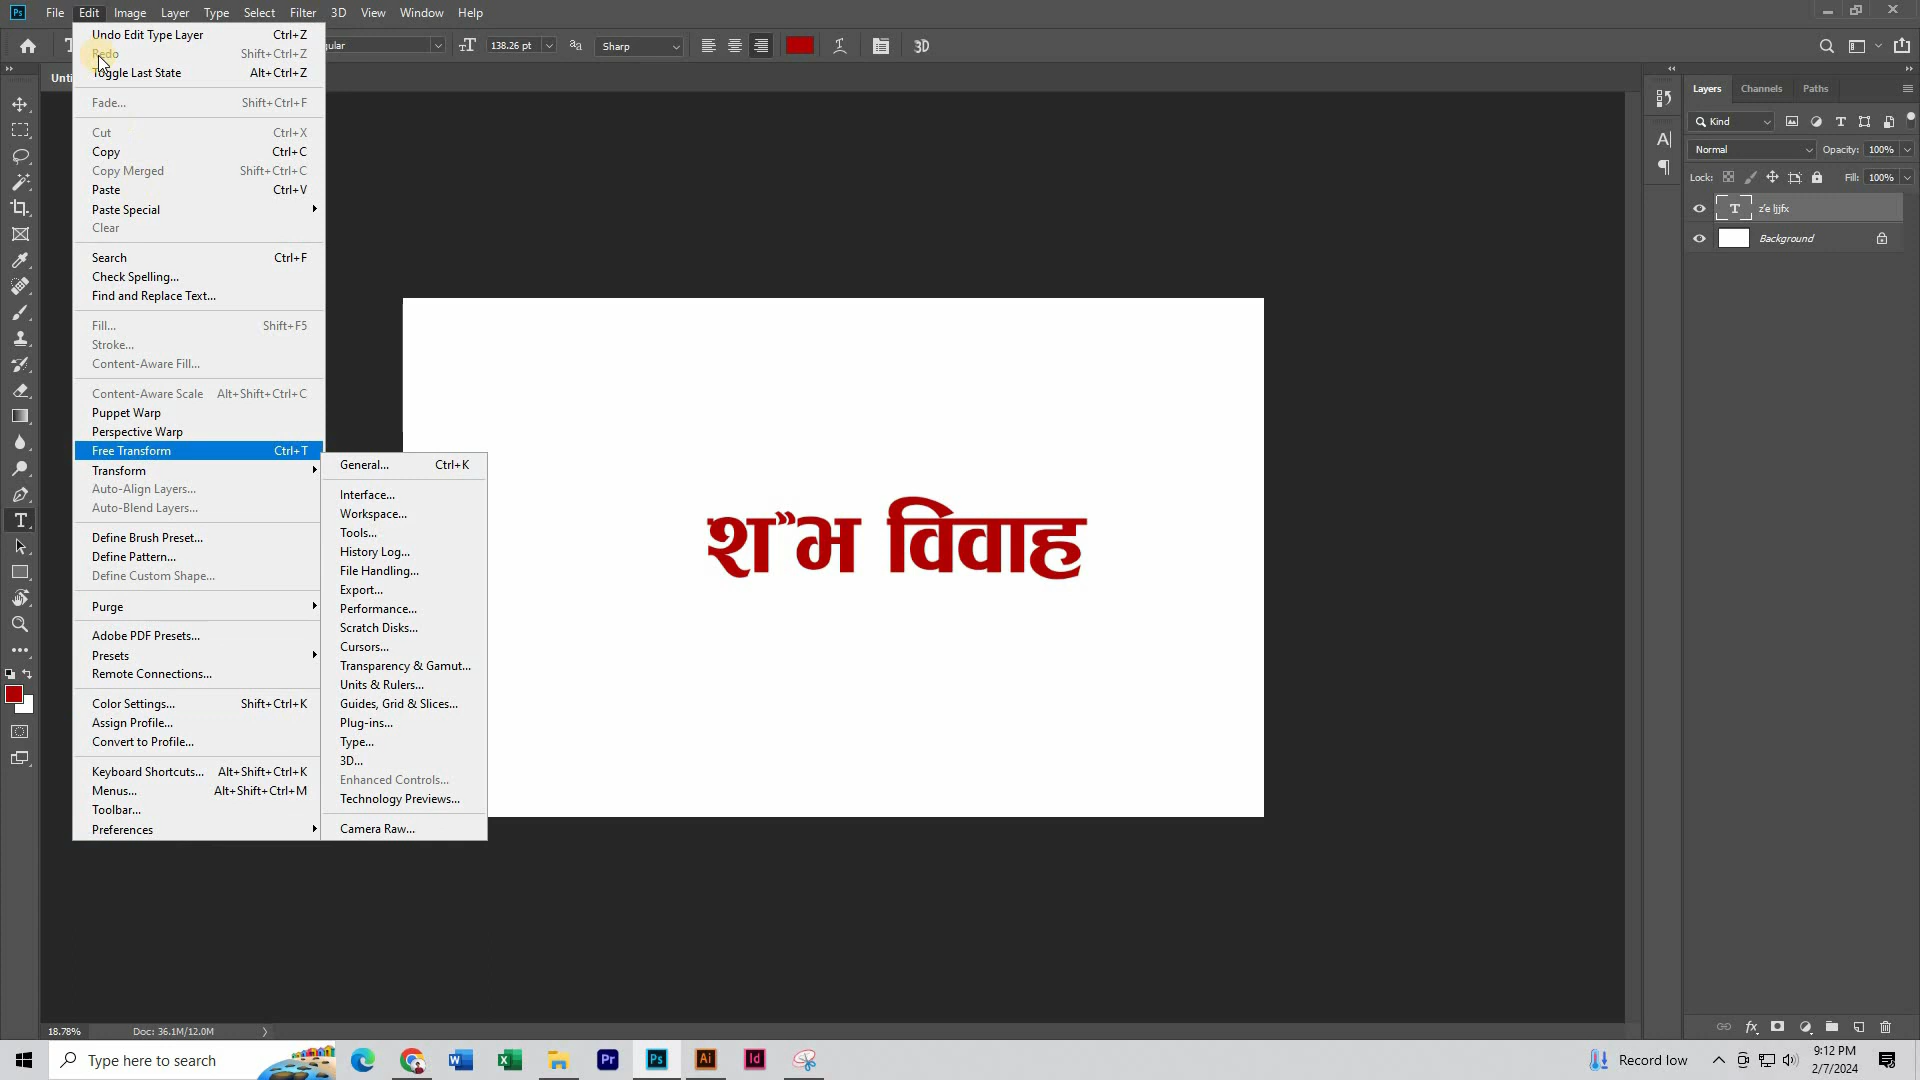 Ps File Edit Image Layer Type Select Filter 3D View Window Help
gular 138.26 pt Sharp 3D
Unti
Undo Edit Type Layer Ctrl+Z
Redo Shift+Ctrl+Z
Toggle Last State Alt+Ctrl+Z
Fade... Shift+Ctrl+F
Cut Ctrl+X
Copy Ctrl+C
Copy Merged Shift+Ctrl+C
Paste Ctrl+V
Paste Special
Clear
Search Ctrl+F
Check Spelling...
Find and Replace Text...
Fill... Shift+F5
Stroke...
Content-Aware Fill...
Content-Aware Scale Alt+Shift+Ctrl+C
Puppet Warp
Perspective Warp
Free Transform Ctrl+T
Transform
Auto-Align Layers...
Auto-Blend Layers...
Define Brush Preset...
Define Pattern...
Define Custom Shape...
Purge
Adobe PDF Presets...
Presets
Remote Connections...
Color Settings... Shift+Ctrl+K
Assign Profile...
Convert to Profile...
Keyboard Shortcuts... Alt+Shift+Ctrl+K
Menus... Alt+Shift+Ctrl+M
Toolbar...
Preferences
General... Ctrl+K
Interface...
Workspace...
Tools...
History Log...
File Handling...
Export...
Performance...
Scratch Disks...
Cursors...
Transparency & Gamut...
Units & Rulers...
Guides, Grid & Slices...
Plug-ins...
Type...
3D...
Enhanced Controls...
Technology Previews...
Camera Raw...
श"भ विवाह
Layers Channels Paths
Kind
Normal Opacity: 100%
Lock: Fill: 100%
Background
18.78% Doc: 36.1M/12.0M
Type here to search
Pr Ps Ai Id
Record low
9:12 PM
2/7/2024